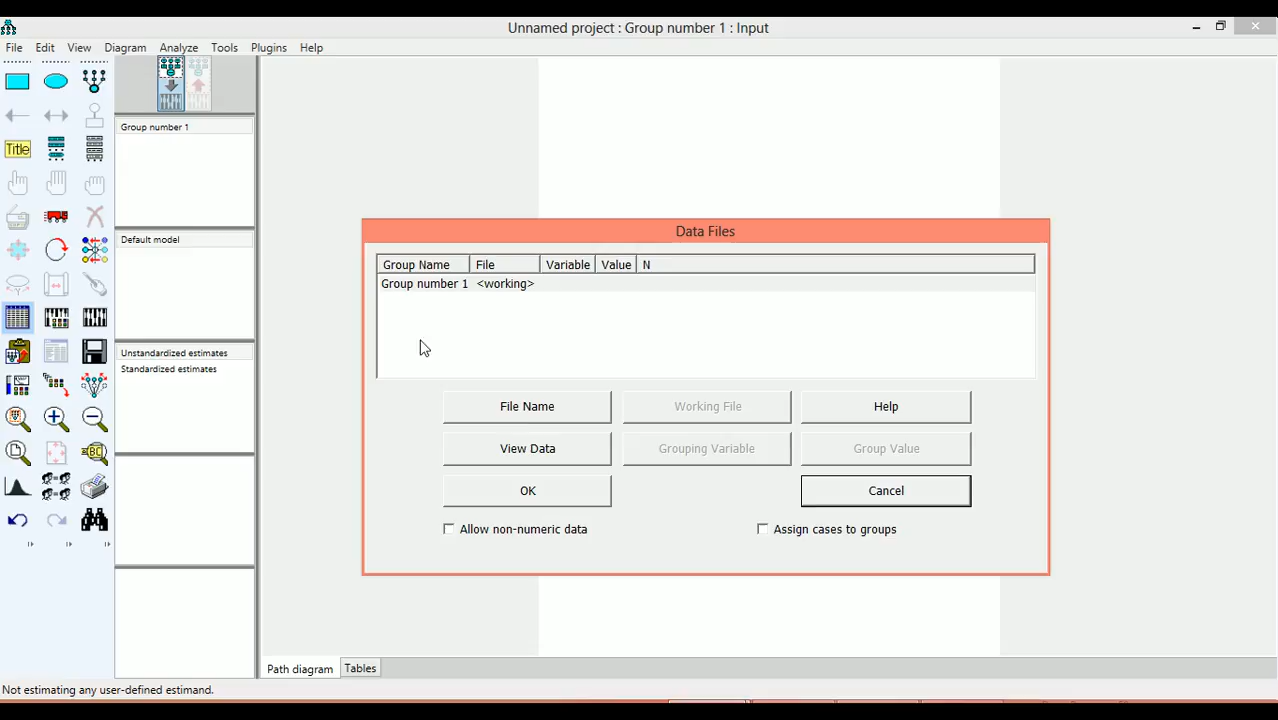 Unnamed project : Group number 1 : Input
File Edit View Diagram Analyze Tools Plugins Help
Title
Group number 1
Default model
Unstandardized estimates
Standardized estimates
ABC
Data Files
Group Name File Variable Value N
Group number 1 <working>
File Name Working File Help
View Data Grouping Variable Group Value
OK Cancel
Allow non-numeric data Assign cases to groups
Path diagram Tables
Not estimating any user-defined estimand.